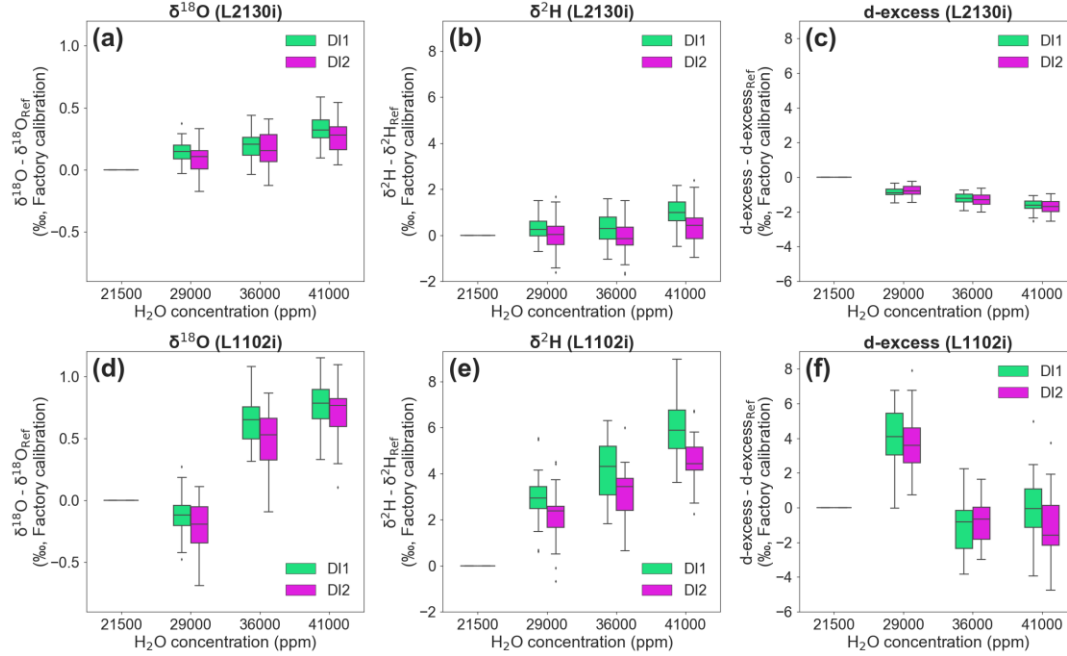 δ¹⁸O (L2130i)
(a)
DI1
DI2
1.0
0.5
0.0
−0.5
δ¹⁸O - δ¹⁸O_Ref
(‰, Factory calibration)
21500 29000 36000 41000
H₂O concentration (ppm)
δ²H (L2130i)
(b)
DI1
DI2
8
6
4
2
0
−2
δ²H - δ²H_Ref
(‰, Factory calibration)
21500 29000 36000 41000
H₂O concentration (ppm)
d-excess (L2130i)
(c)
DI1
DI2
8
6
4
2
0
−2
−4
−6
d-excess - d-excess_Ref
(‰, Factory calibration)
21500 29000 36000 41000
H₂O concentration (ppm)
δ¹⁸O (L1102i)
(d)
1.0
0.5
0.0
−0.5
δ¹⁸O - δ¹⁸O_Ref
(‰, Factory calibration)
DI1
DI2
21500 29000 36000 41000
H₂O concentration (ppm)
δ²H (L1102i)
(e)
8
6
4
2
0
−2
δ²H - δ²H_Ref
(‰, Factory calibration)
DI1
DI2
21500 29000 36000 41000
H₂O concentration (ppm)
d-excess (L1102i)
(f)
DI1
DI2
8
6
4
2
0
−2
−4
−6
d-excess - d-excess_Ref
(‰, Factory calibration)
21500 29000 36000 41000
H₂O concentration (ppm)